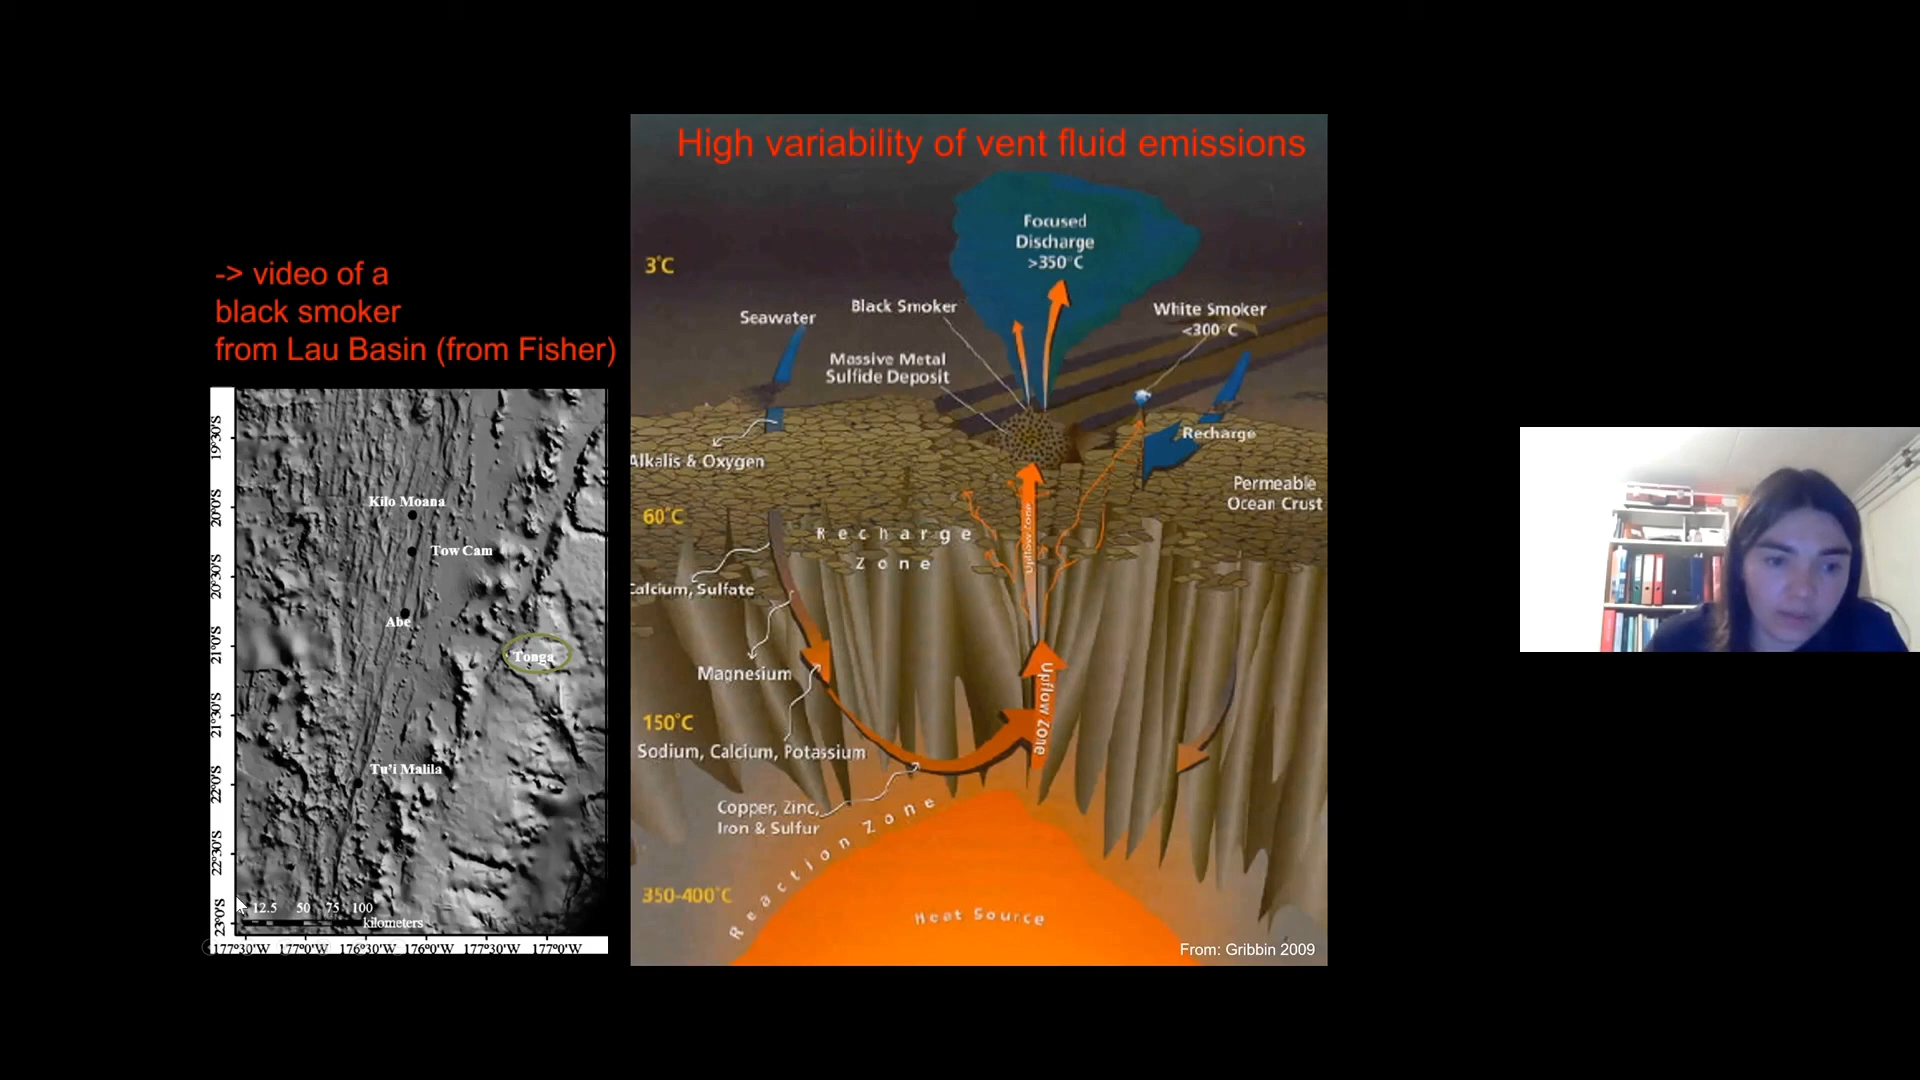 High variability of vent fluid emissions
-> video of a
black smoker
from Lau Basin (from Fisher)
19°30'S
20°0'S
20°30'S
21°0'S
21°30'S
22°0'S
22°30'S
23°0'S
Kilo Moana
Tow Cam
Abe
Tonga
Tu'i Malila
12.5 50 75 100
kilometers
177°30'W 177°0'W 176°30'W 176°0'W 177°30'W 177°0'W
Focused
Discharge
>350°C
3°C
Seawater
Black Smoker
White Smoker
<300°C
Massive Metal
Sulfide Deposit
Recharge
Alkalis & Oxygen
Permeable
Ocean Crust
60°C
Recharge
Zone
Upflow Zone
Calcium, Sulfate
Magnesium
Upflow Zone
150°C
Sodium, Calcium, Potassium
Copper, Zinc,
Iron & Sulfur
Reaction Zone
350-400°C
Heat Source
From: Gribbin 2009